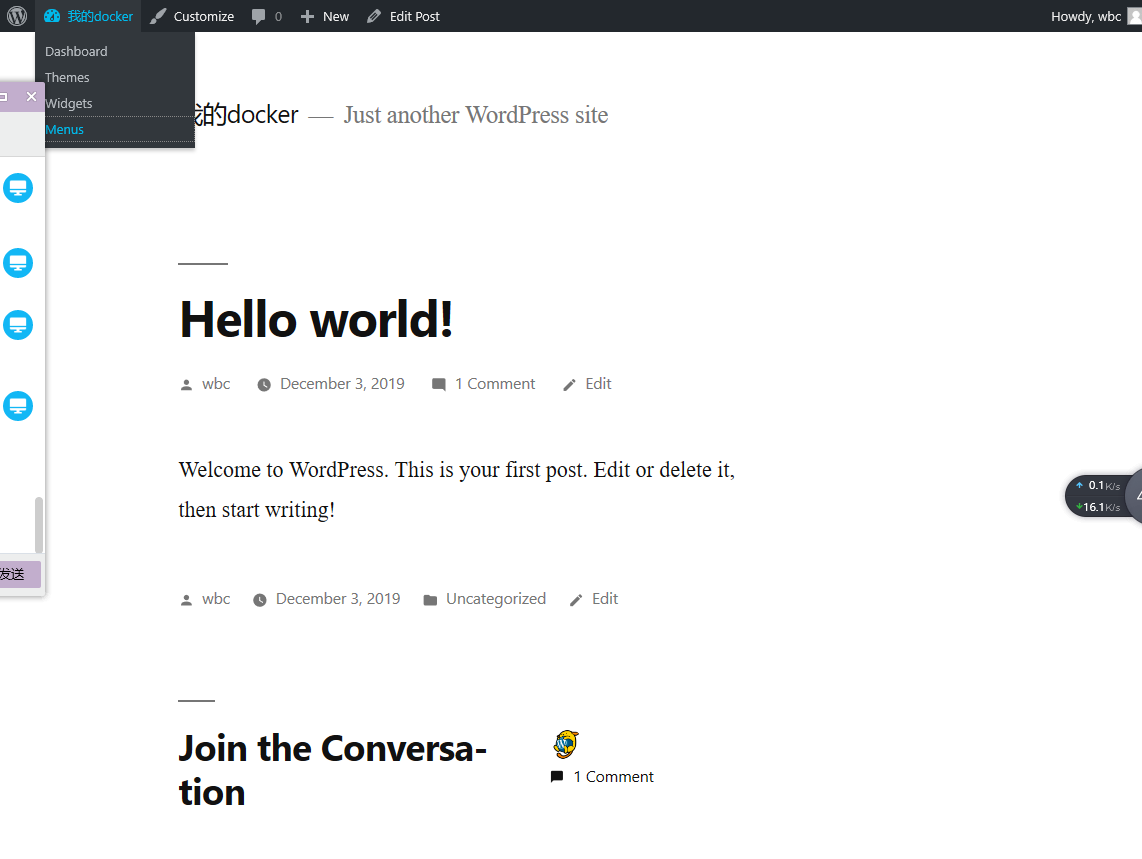 我的docker Customize 0 New Edit Post Howdy, wbc
Dashboard
Themes
Widgets
Menus
我的docker — Just another WordPress site
Hello world!
wbc December 3, 2019 1 Comment Edit
Welcome to WordPress. This is your first post. Edit or delete it,
then start writing!
0.1K/s
16.1K/s
发送
wbc December 3, 2019 Uncategorized Edit
Join the Conversa-
tion
1 Comment